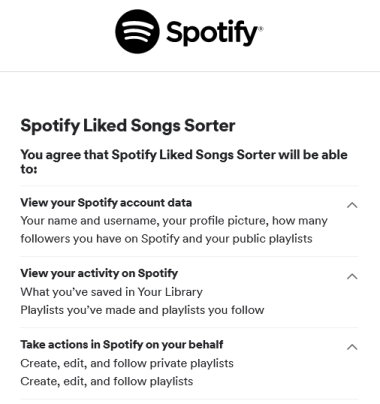 Spotify®
Spotify Liked Songs Sorter
You agree that Spotify Liked Songs Sorter will be able
to:
View your Spotify account data
Your name and username, your profile picture, how many
followers you have on Spotify and your public playlists
View your activity on Spotify
What you've saved in Your Library
Playlists you've made and playlists you follow
Take actions in Spotify on your behalf
Create, edit, and follow private playlists
Create, edit, and follow playlists